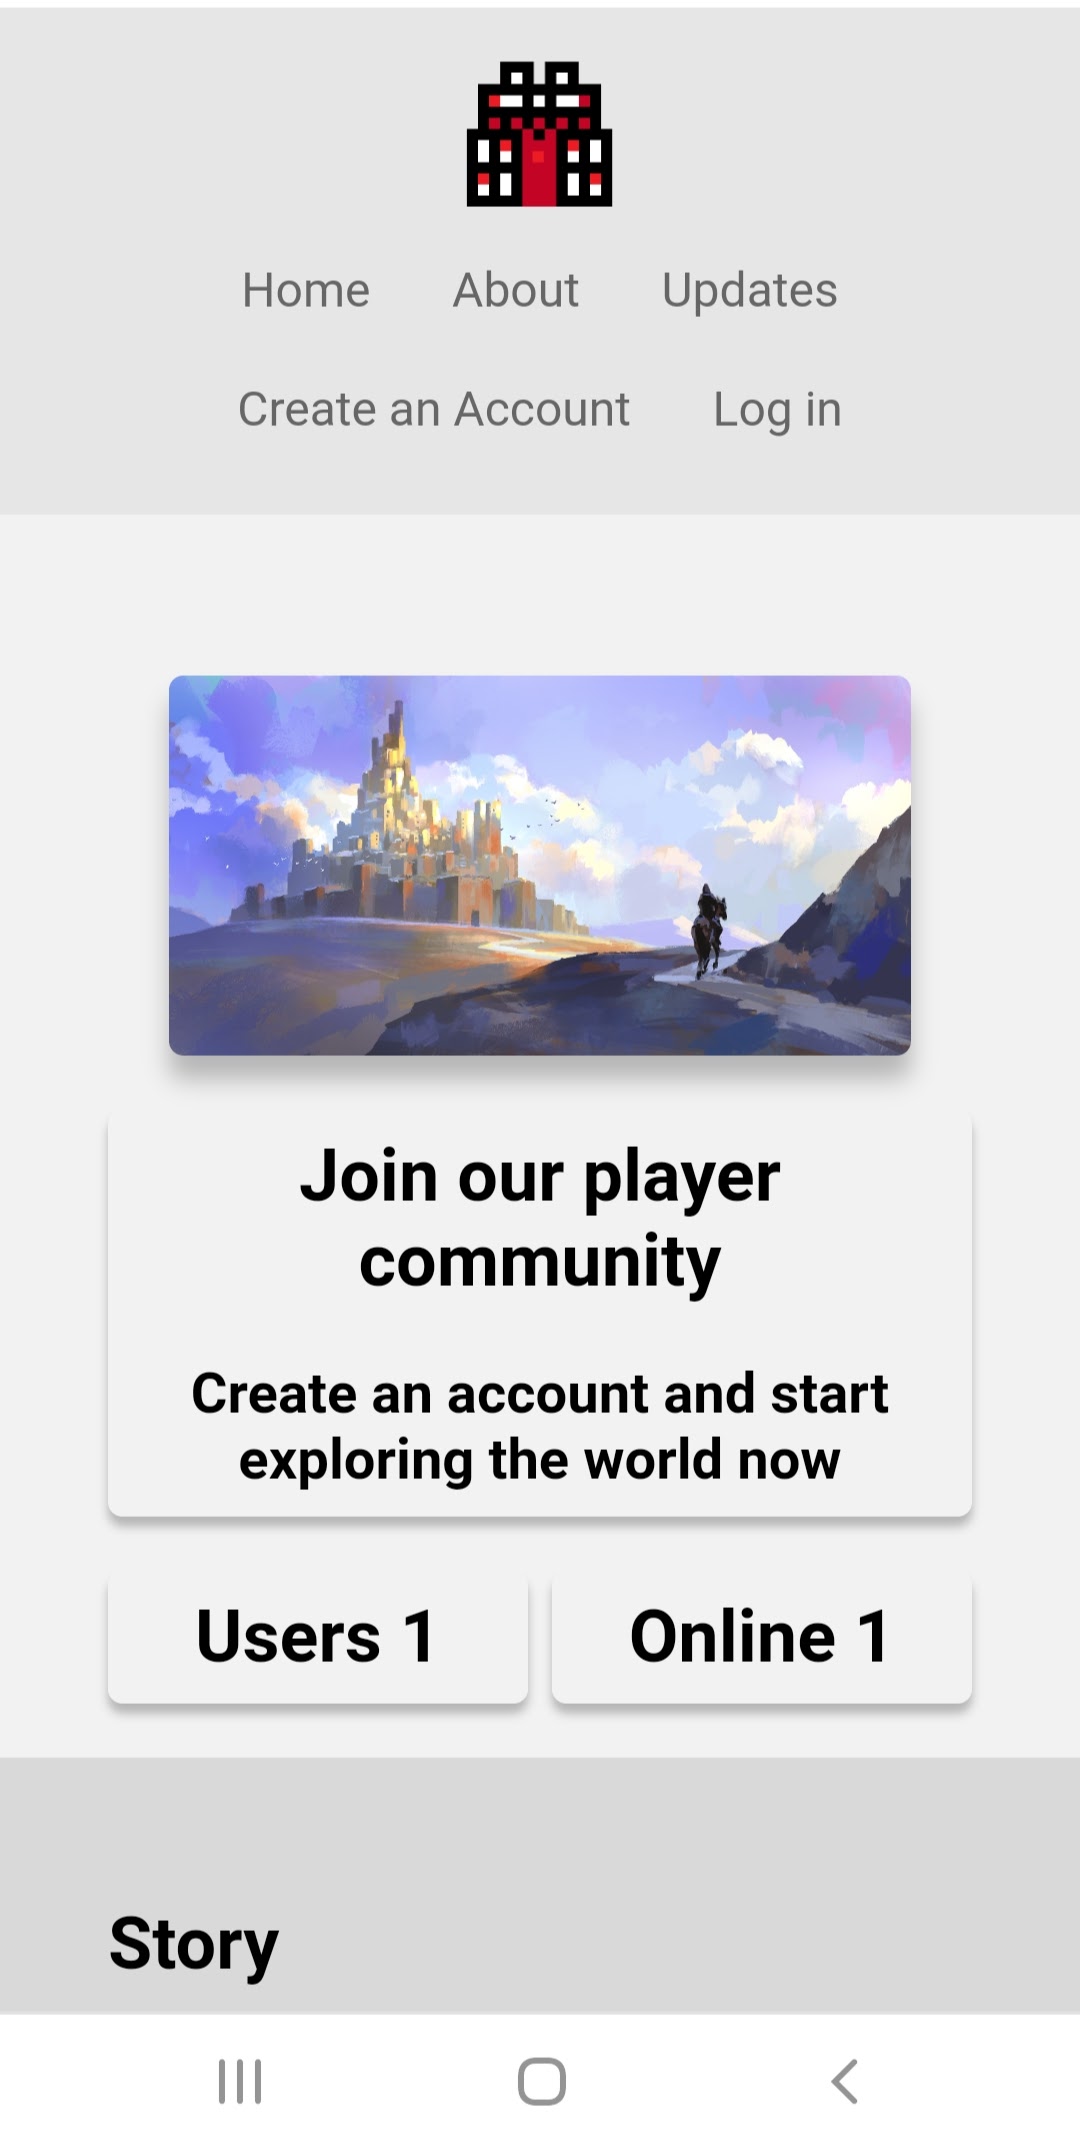 Home About Updates
Create an Account Log in
Join our player
community
Create an account and start
exploring the world now
Users 1 Online 1
Story